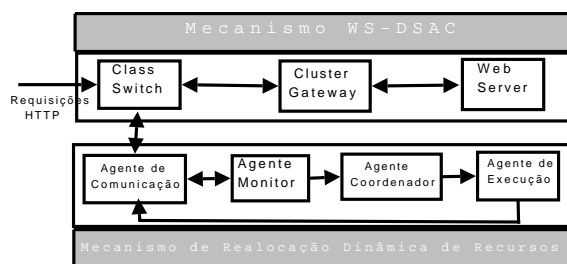 Mecanismo WS-DSAC
Class
Switch
Cluster
Gateway
Web
Server
Requisições
HTTP
Agente de
Comunicação
Agente
Monitor
Agente
Coordenador
Agente de
Execução
Mecanismo de Realocação Dinâmica de Recursos